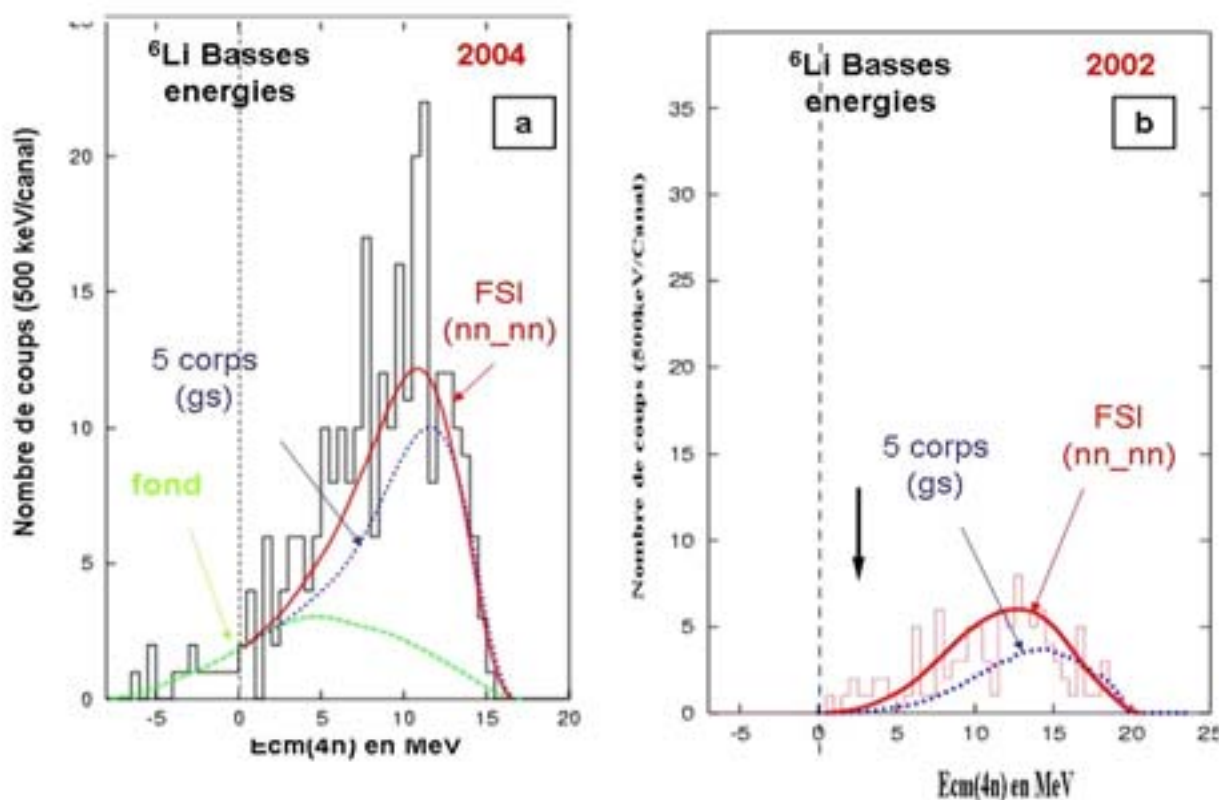 ⁶Li Basses
energies
2004
a
Nombre de coups (500 keV/canal)
20
15
10
5
0
FSI
(nn_nn)
5 corps
(gs)
fond
-5 0 5 10 15 20
Ecm(4n) en MeV
⁶Li Basses
energies
2002
b
Nombre de coups (500keV/Canal)
35
30
25
20
15
10
5
0
FSI
(nn_nn)
5 corps
(gs)
-5 0 5 10 15 20 25
Ecm(4n) en MeV